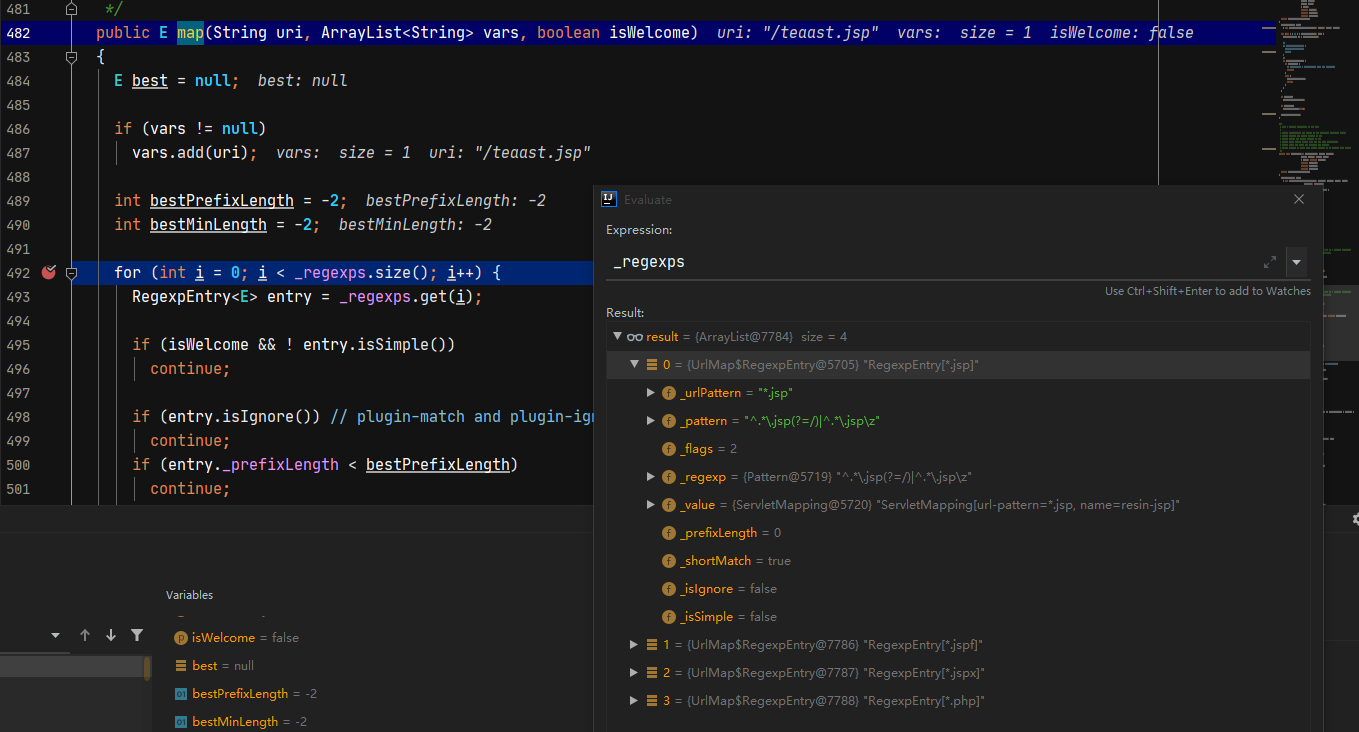 481 */
482 public E map(String uri, ArrayList<String> vars, boolean isWelcome) uri: "/teaast.jsp" vars: size = 1 isWelcome: false
483 {
484 E best = null; best: null
485
486 if (vars != null)
487 vars.add(uri); vars: size = 1 uri: "/teaast.jsp"
488
489 int bestPrefixLength = -2; bestPrefixLength: -2
490 int bestMinLength = -2; bestMinLength: -2
491
492 for (int i = 0; i < _regexps.size(); i++) {
493 RegexpEntry<E> entry = _regexps.get(i);
494
495 if (isWelcome && ! entry.isSimple())
496 continue;
497
498 if (entry.isIgnore()) // plugin-match and plugin-ign
499 continue;
500 if (entry._prefixLength < bestPrefixLength)
501 continue;
Evaluate
Expression:
_regexps
Use Ctrl+Shift+Enter to add to Watches
Result:
result = {ArrayList@7784} size = 4
0 = {UrlMap$RegexpEntry@5705} "RegexpEntry[*.jsp]"
_urlPattern = "*.jsp"
_pattern = "^.*\.jsp(?=/)|^.*\.jsp\z"
_flags = 2
_regexp = {Pattern@5719} "^.*\.jsp(?=/)|^.*\.jsp\z"
_value = {ServletMapping@5720} "ServletMapping[url-pattern=*.jsp, name=resin-jsp]"
_prefixLength = 0
_shortMatch = true
_isIgnore = false
_isSimple = false
1 = {UrlMap$RegexpEntry@7786} "RegexpEntry[*.jspf]"
2 = {UrlMap$RegexpEntry@7787} "RegexpEntry[*.jspx]"
3 = {UrlMap$RegexpEntry@7788} "RegexpEntry[*.php]"
Variables
isWelcome = false
best = null
bestPrefixLength = -2
bestMinLength = -2